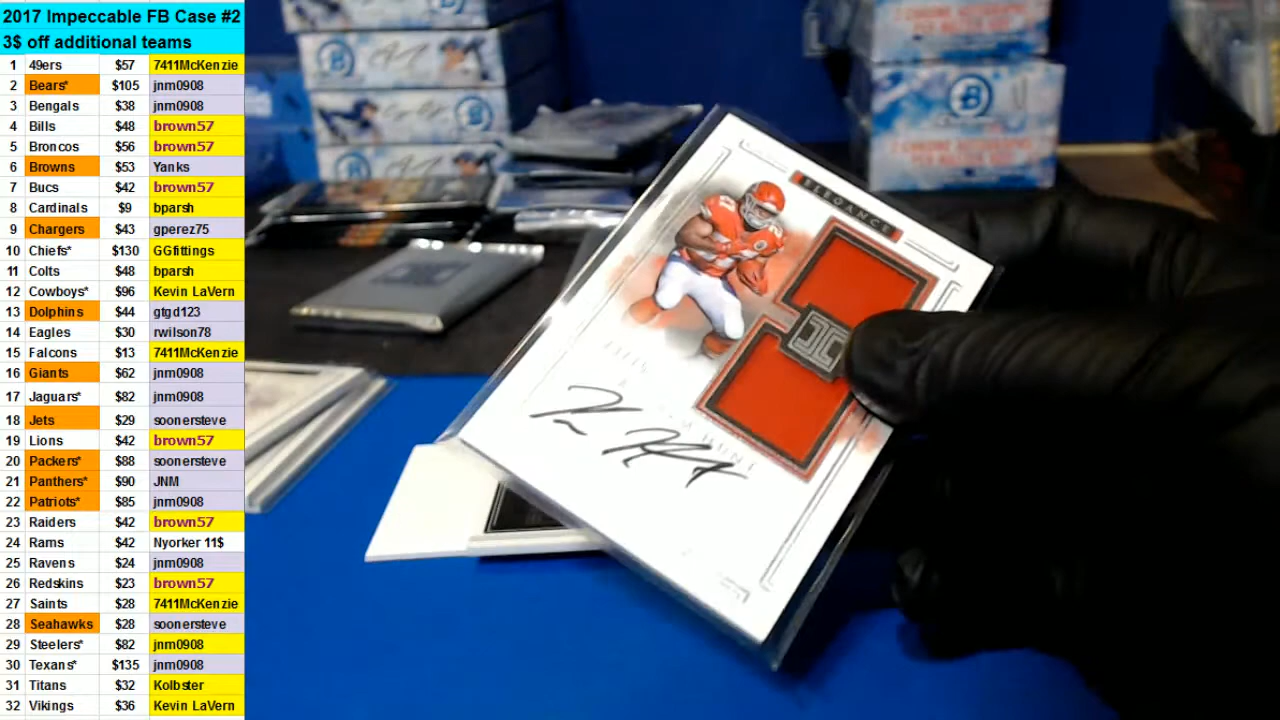 2017 Impeccable FB Case #2
3$ off additional teams
1 49ers $57 7411McKenzie
2 Bears* $105 jnm0908
3 Bengals $38 jnm0908
4 Bills $48 brown57
5 Broncos $56 brown57
6 Browns $53 Yanks
7 Bucs $42 brown57
8 Cardinals $9 bparsh
9 Chargers $43 gperez75
10 Chiefs* $130 GGfittings
11 Colts $48 bparsh
12 Cowboys* $96 Kevin LaVern
13 Dolphins $44 gtgd123
14 Eagles $30 rwilson78
15 Falcons $13 7411McKenzie
16 Giants $62 jnm0908
17 Jaguars* $82 jnm0908
18 Jets $29 soonersteve
19 Lions $42 brown57
20 Packers* $88 soonersteve
21 Panthers* $90 JNM
22 Patriots* $85 jnm0908
23 Raiders $42 brown57
24 Rams $42 Nyorker 11$
25 Ravens $24 jnm0908
26 Redskins $23 brown57
27 Saints $28 7411McKenzie
28 Seahawks $28 soonersteve
29 Steelers* $82 jnm0908
30 Texans* $135 jnm0908
31 Titans $32 Kolbster
32 Vikings $36 Kevin LaVern
ELEGANCE
HUNT